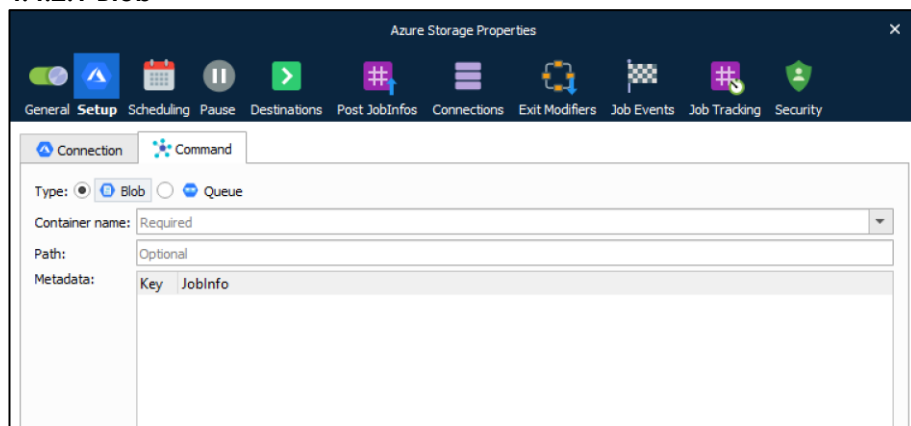 Azure Storage Properties
General Setup Scheduling Pause Destinations Post JobInfos Connections Exit Modifiers Job Events Job Tracking Security
Connection Command
Type: Blob Queue
Container name: Required
Path: Optional
Metadata: Key JobInfo